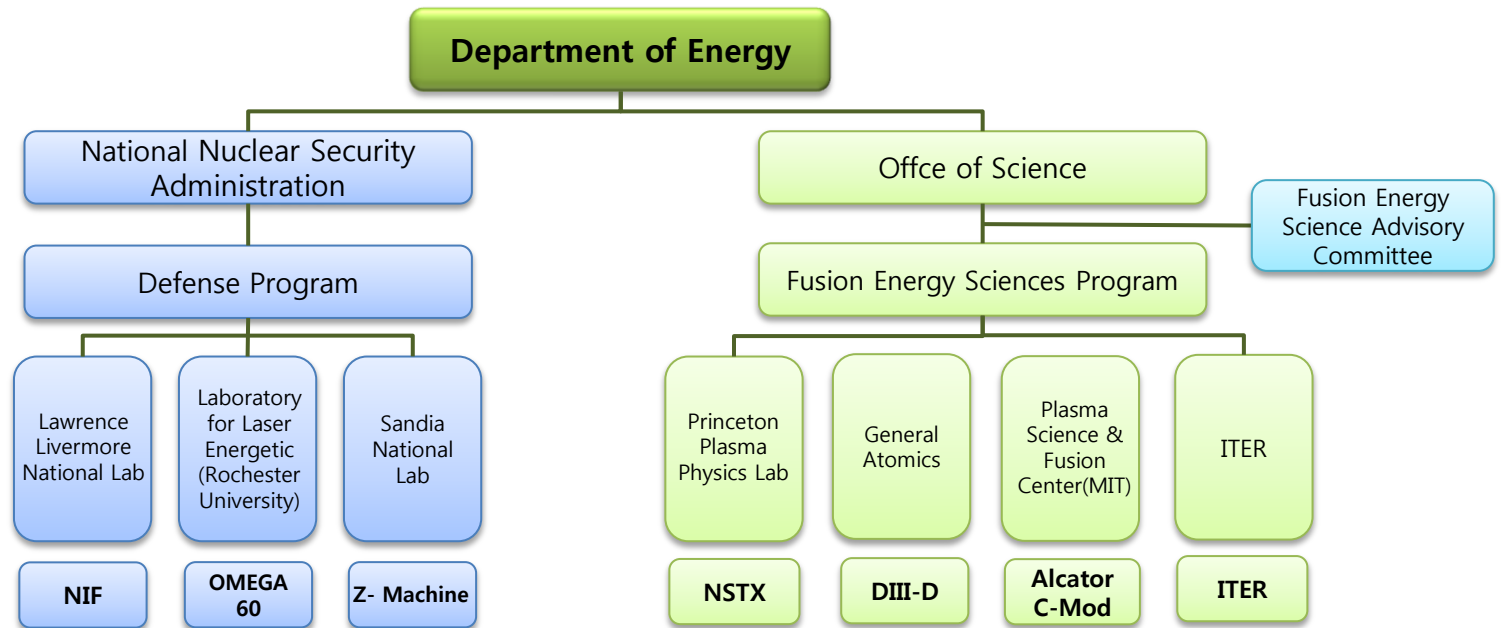 Department of Energy
National Nuclear Security
Administration
Offce of Science
Fusion Energy
Science Advisory
Committee
Defense Program
Fusion Energy Sciences Program
Lawrence
Livermore
National Lab
Laboratory
for Laser
Energetic
(Rochester
University)
Sandia
National
Lab
Princeton
Plasma
Physics Lab
General
Atomics
Plasma
Science &
Fusion
Center(MIT)
ITER
NIF
OMEGA
60
Z- Machine
NSTX
DIII-D
Alcator
C-Mod
ITER